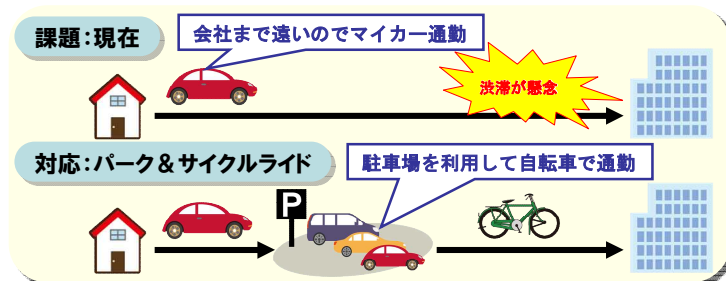 課題：現在
会社まで遠いのでマイカー通勤
渋滞が懸念
対応：パーク＆サイクルライド
駐車場を利用して自転車で通勤
P